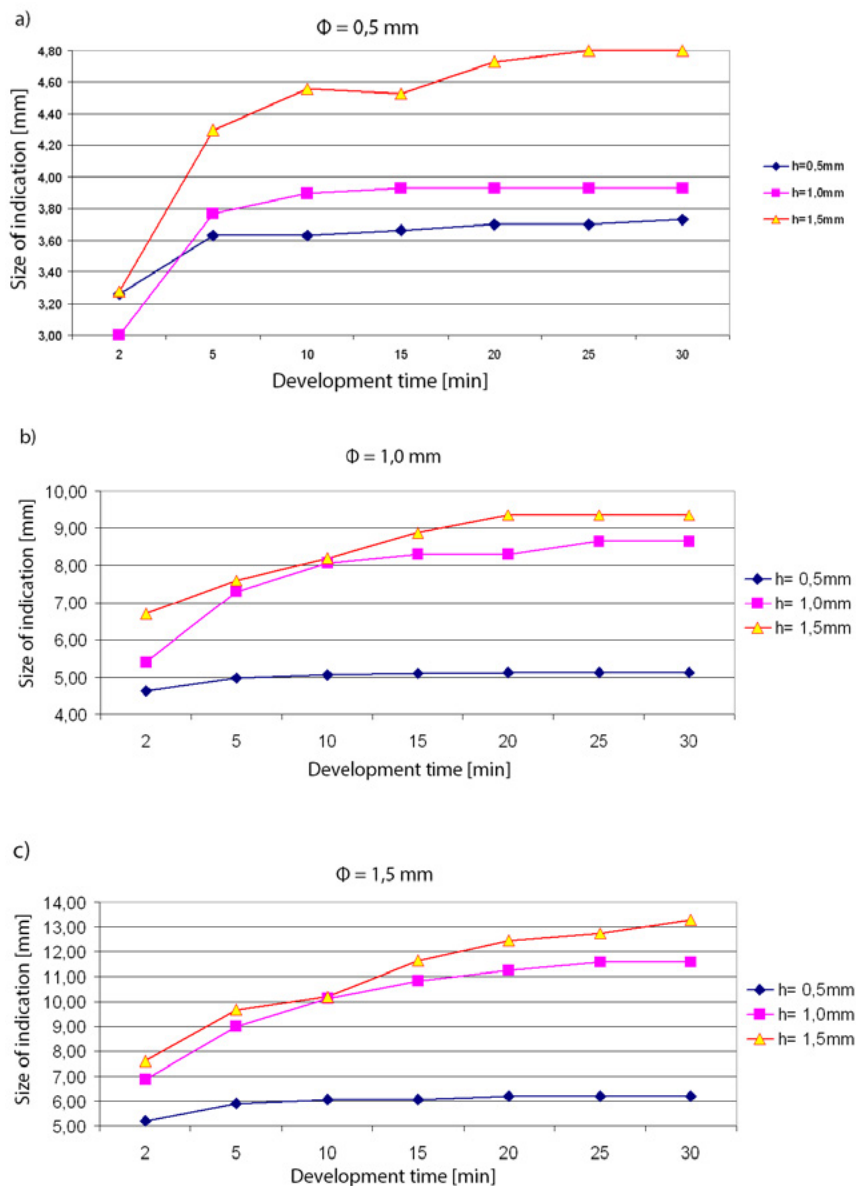 a)
Φ = 0,5 mm
4,80
4,60
4,40
4,20
4,00
3,80
3,60
3,40
3,20
3,00
Size of indication [mm]
2 5 10 15 20 25 30
Development time [min]
h=0,5mm
h=1,0mm
h=1,5mm
b)
Φ = 1,0 mm
10,00
9,00
8,00
7,00
6,00
5,00
4,00
Size of indication [mm]
2 5 10 15 20 25 30
Development time [min]
h= 0,5mm
h= 1,0mm
h= 1,5mm
c)
Φ = 1,5 mm
14,00
13,00
12,00
11,00
10,00
9,00
8,00
7,00
6,00
5,00
Size of indication [mm]
2 5 10 15 20 25 30
Development time [min]
h= 0,5mm
h= 1,0mm
h= 1,5mm